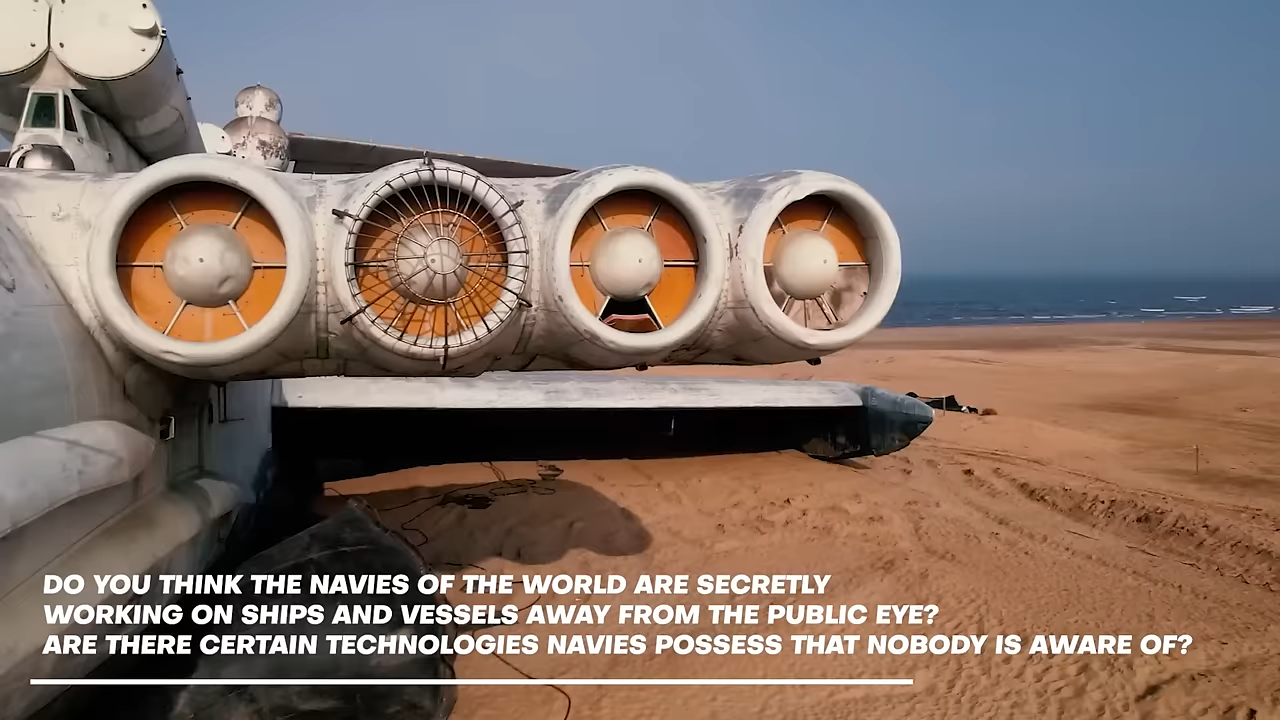 DO YOU THINK THE NAVIES OF THE WORLD ARE SECRETLY
WORKING ON SHIPS AND VESSELS AWAY FROM THE PUBLIC EYE?
ARE THERE CERTAIN TECHNOLOGIES NAVIES POSSESS THAT NOBODY IS AWARE OF?